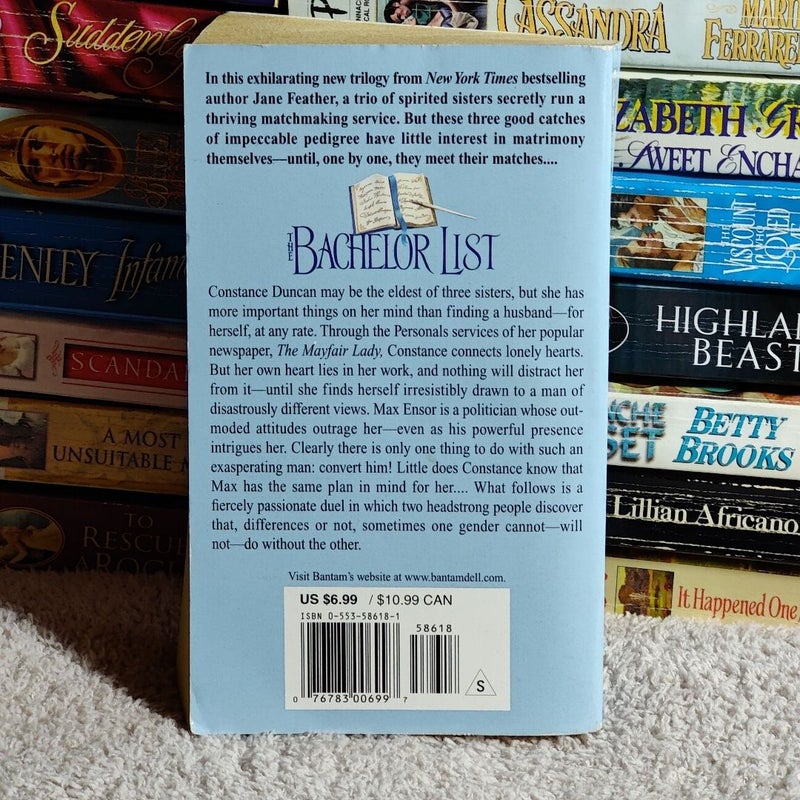 Suddenly
CASSANDRA
ENLEY Infam
SCANDA
A MOST
UNSUITABLE
TO
RESCUE
A ROGUE
In this exhilarating new trilogy from New York Times bestselling
author Jane Feather, a trio of spirited sisters secretly run a
thriving matchmaking service. But these three good catches
of impeccable pedigree have little interest in matrimony
themselves—until, one by one, they meet their matches....
THE BACHELOR LIST
Constance Duncan may be the eldest of three sisters, but she has
more important things on her mind than finding a husband—for
herself, at any rate. Through the Personals services of her popular
newspaper, The Mayfair Lady, Constance connects lonely hearts.
But her own heart lies in her work, and nothing will distract her
from it—until she finds herself irresistibly drawn to a man of
disastrously different views. Max Ensor is a politician whose out-
moded attitudes outrage her—even as his powerful presence
intrigues her. Clearly there is only one thing to do with such an
exasperating man: convert him! Little does Constance know that
Max has the same plan in mind for her.... What follows is a
fiercely passionate duel in which two headstrong people discover
that, differences or not, sometimes one gender cannot—will
not—do without the other.
Visit Bantam's website at www.bantamdell.com.
US $6.99 / $10.99 CAN
ISBN 0-553-58618-1
58618
0 76783 00699 7
S
MARI
FERRARE
ZABETH GR
SWEET ENCHA
THE
VISCOUNT
WHO
LOVED
ME
HIGHLA
BEAST
SET
BETTY
BROOKS
Lillian Africano
It Happened One